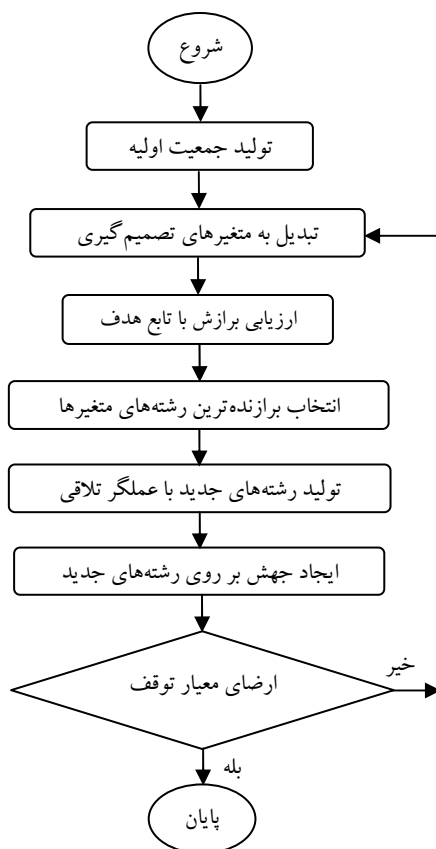 شروع
تولید جمعیت اولیه
تبدیل به متغیرهای تصمیم‌گیری
ارزیابی برازش با تابع هدف
انتخاب برازنده‌ترین رشته‌های متغیرها
تولید رشته‌های جدید با عملگر تلاقی
ایجاد جهش بر روی رشته‌های جدید
ارضای معیار توقف
خیر
بله
پایان